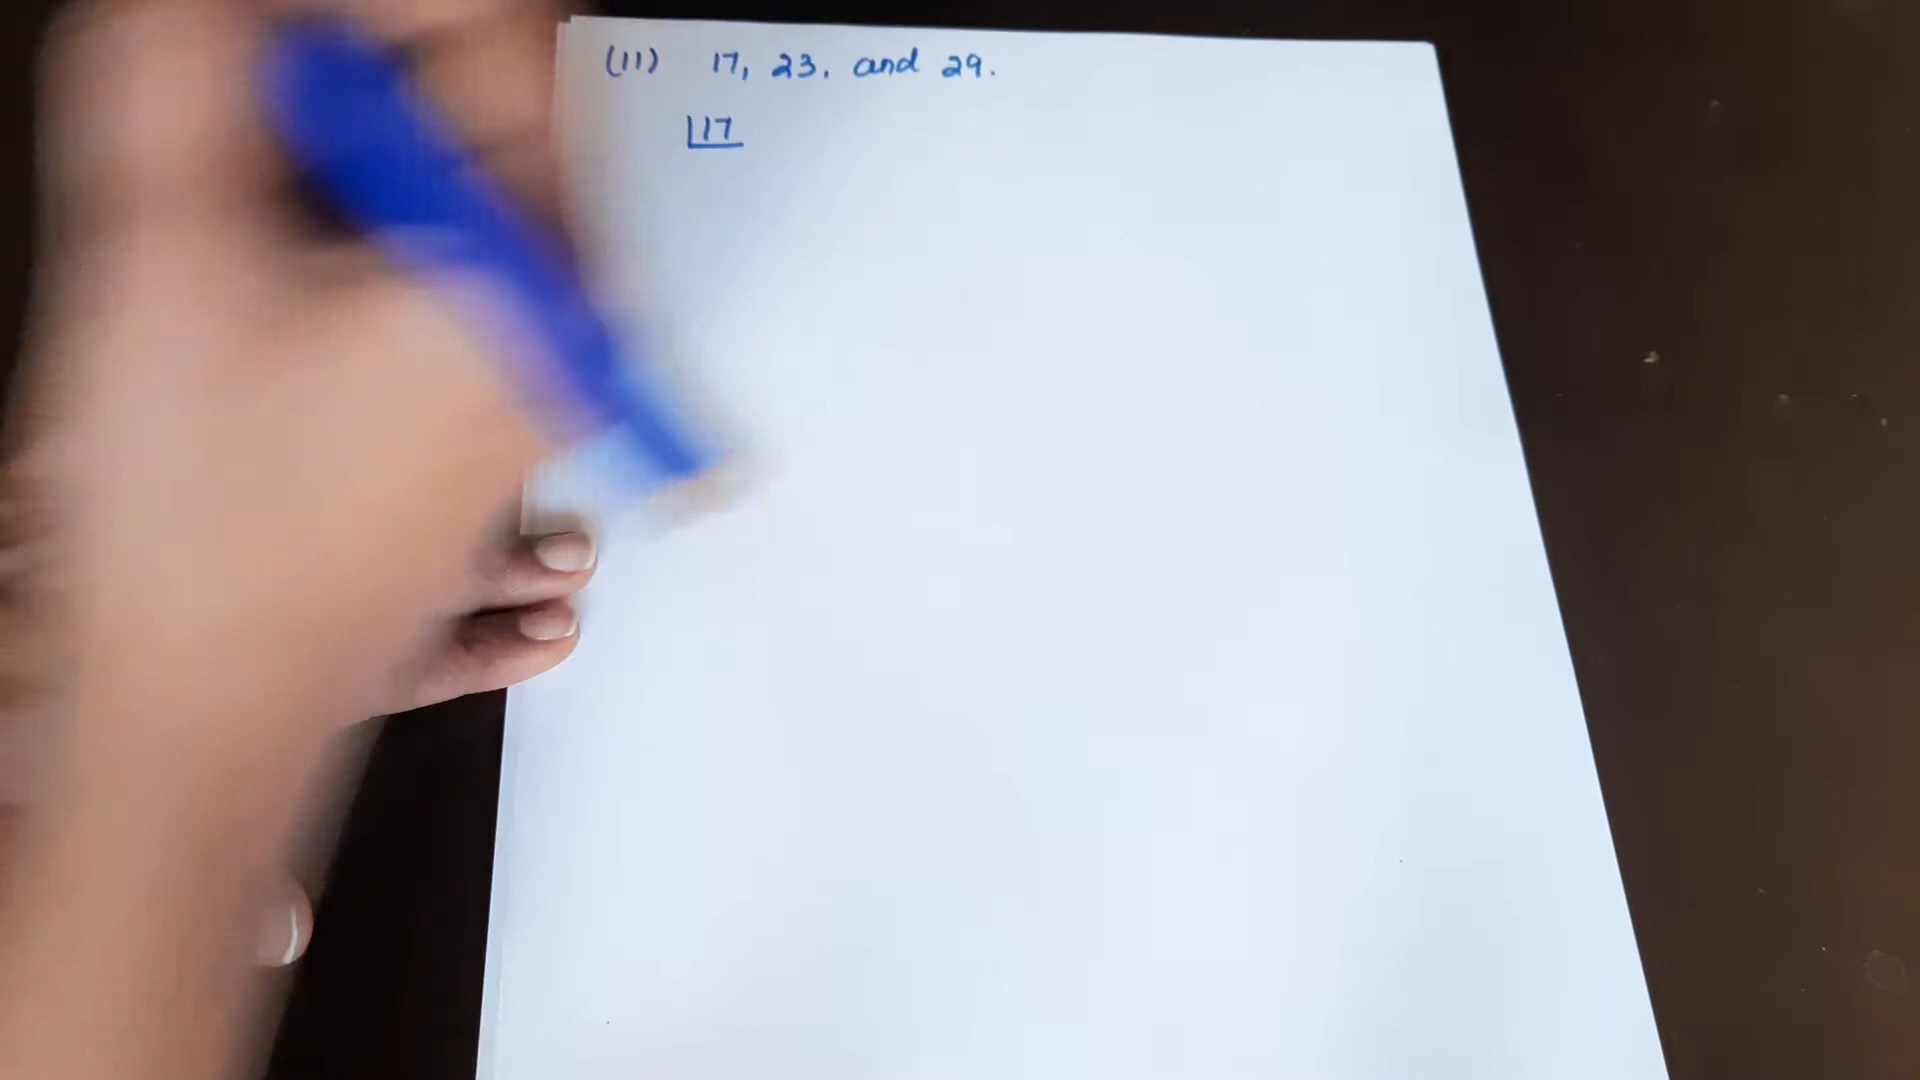 (11) 17, 23, and 29.
17